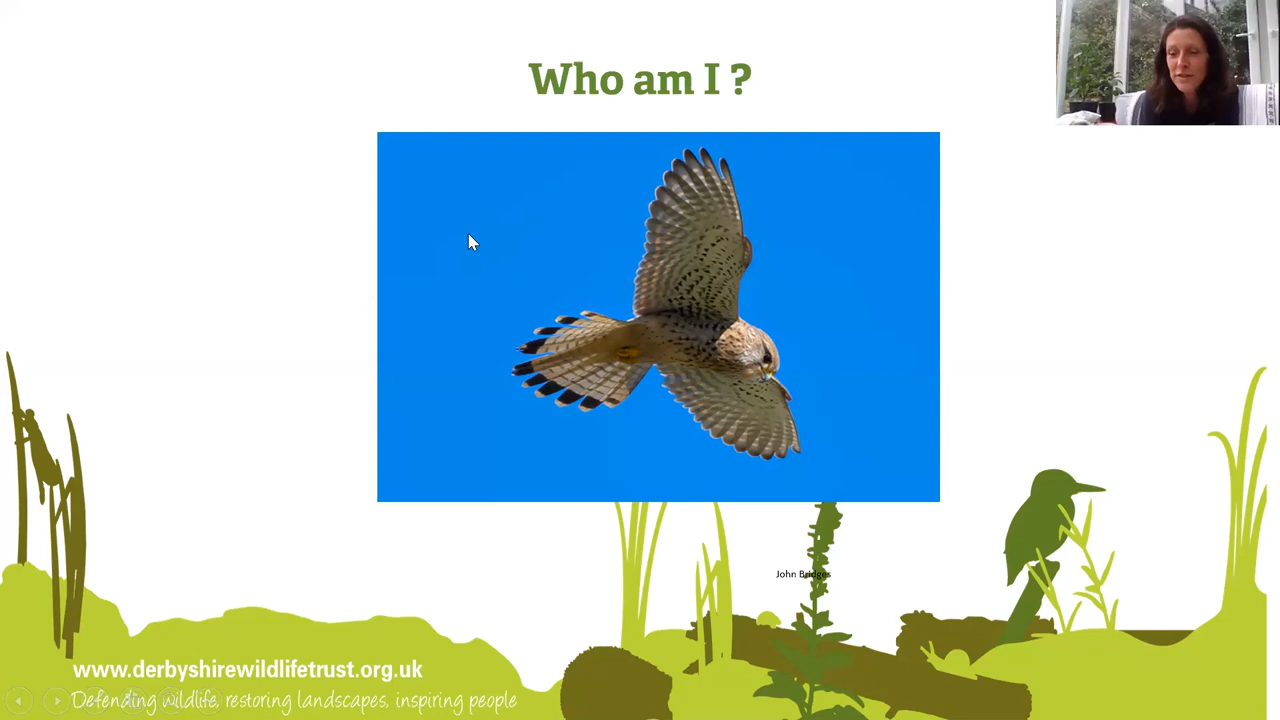 Who am I ?
John Bridges
www.derbyshirewildlifetrust.org.uk
Defending wildlife, restoring landscapes, inspiring people